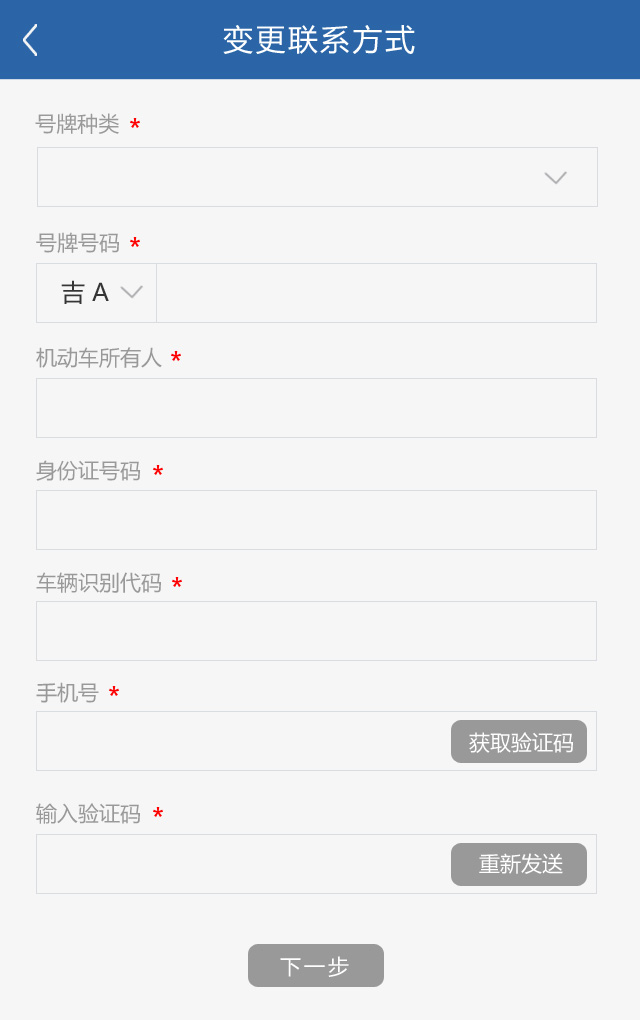 变更联系方式
号牌种类 *
号牌号码 *
吉 A
机动车所有人 *
身份证号码 *
车辆识别代码 *
手机号 *
获取验证码
输入验证码 *
重新发送
下一步